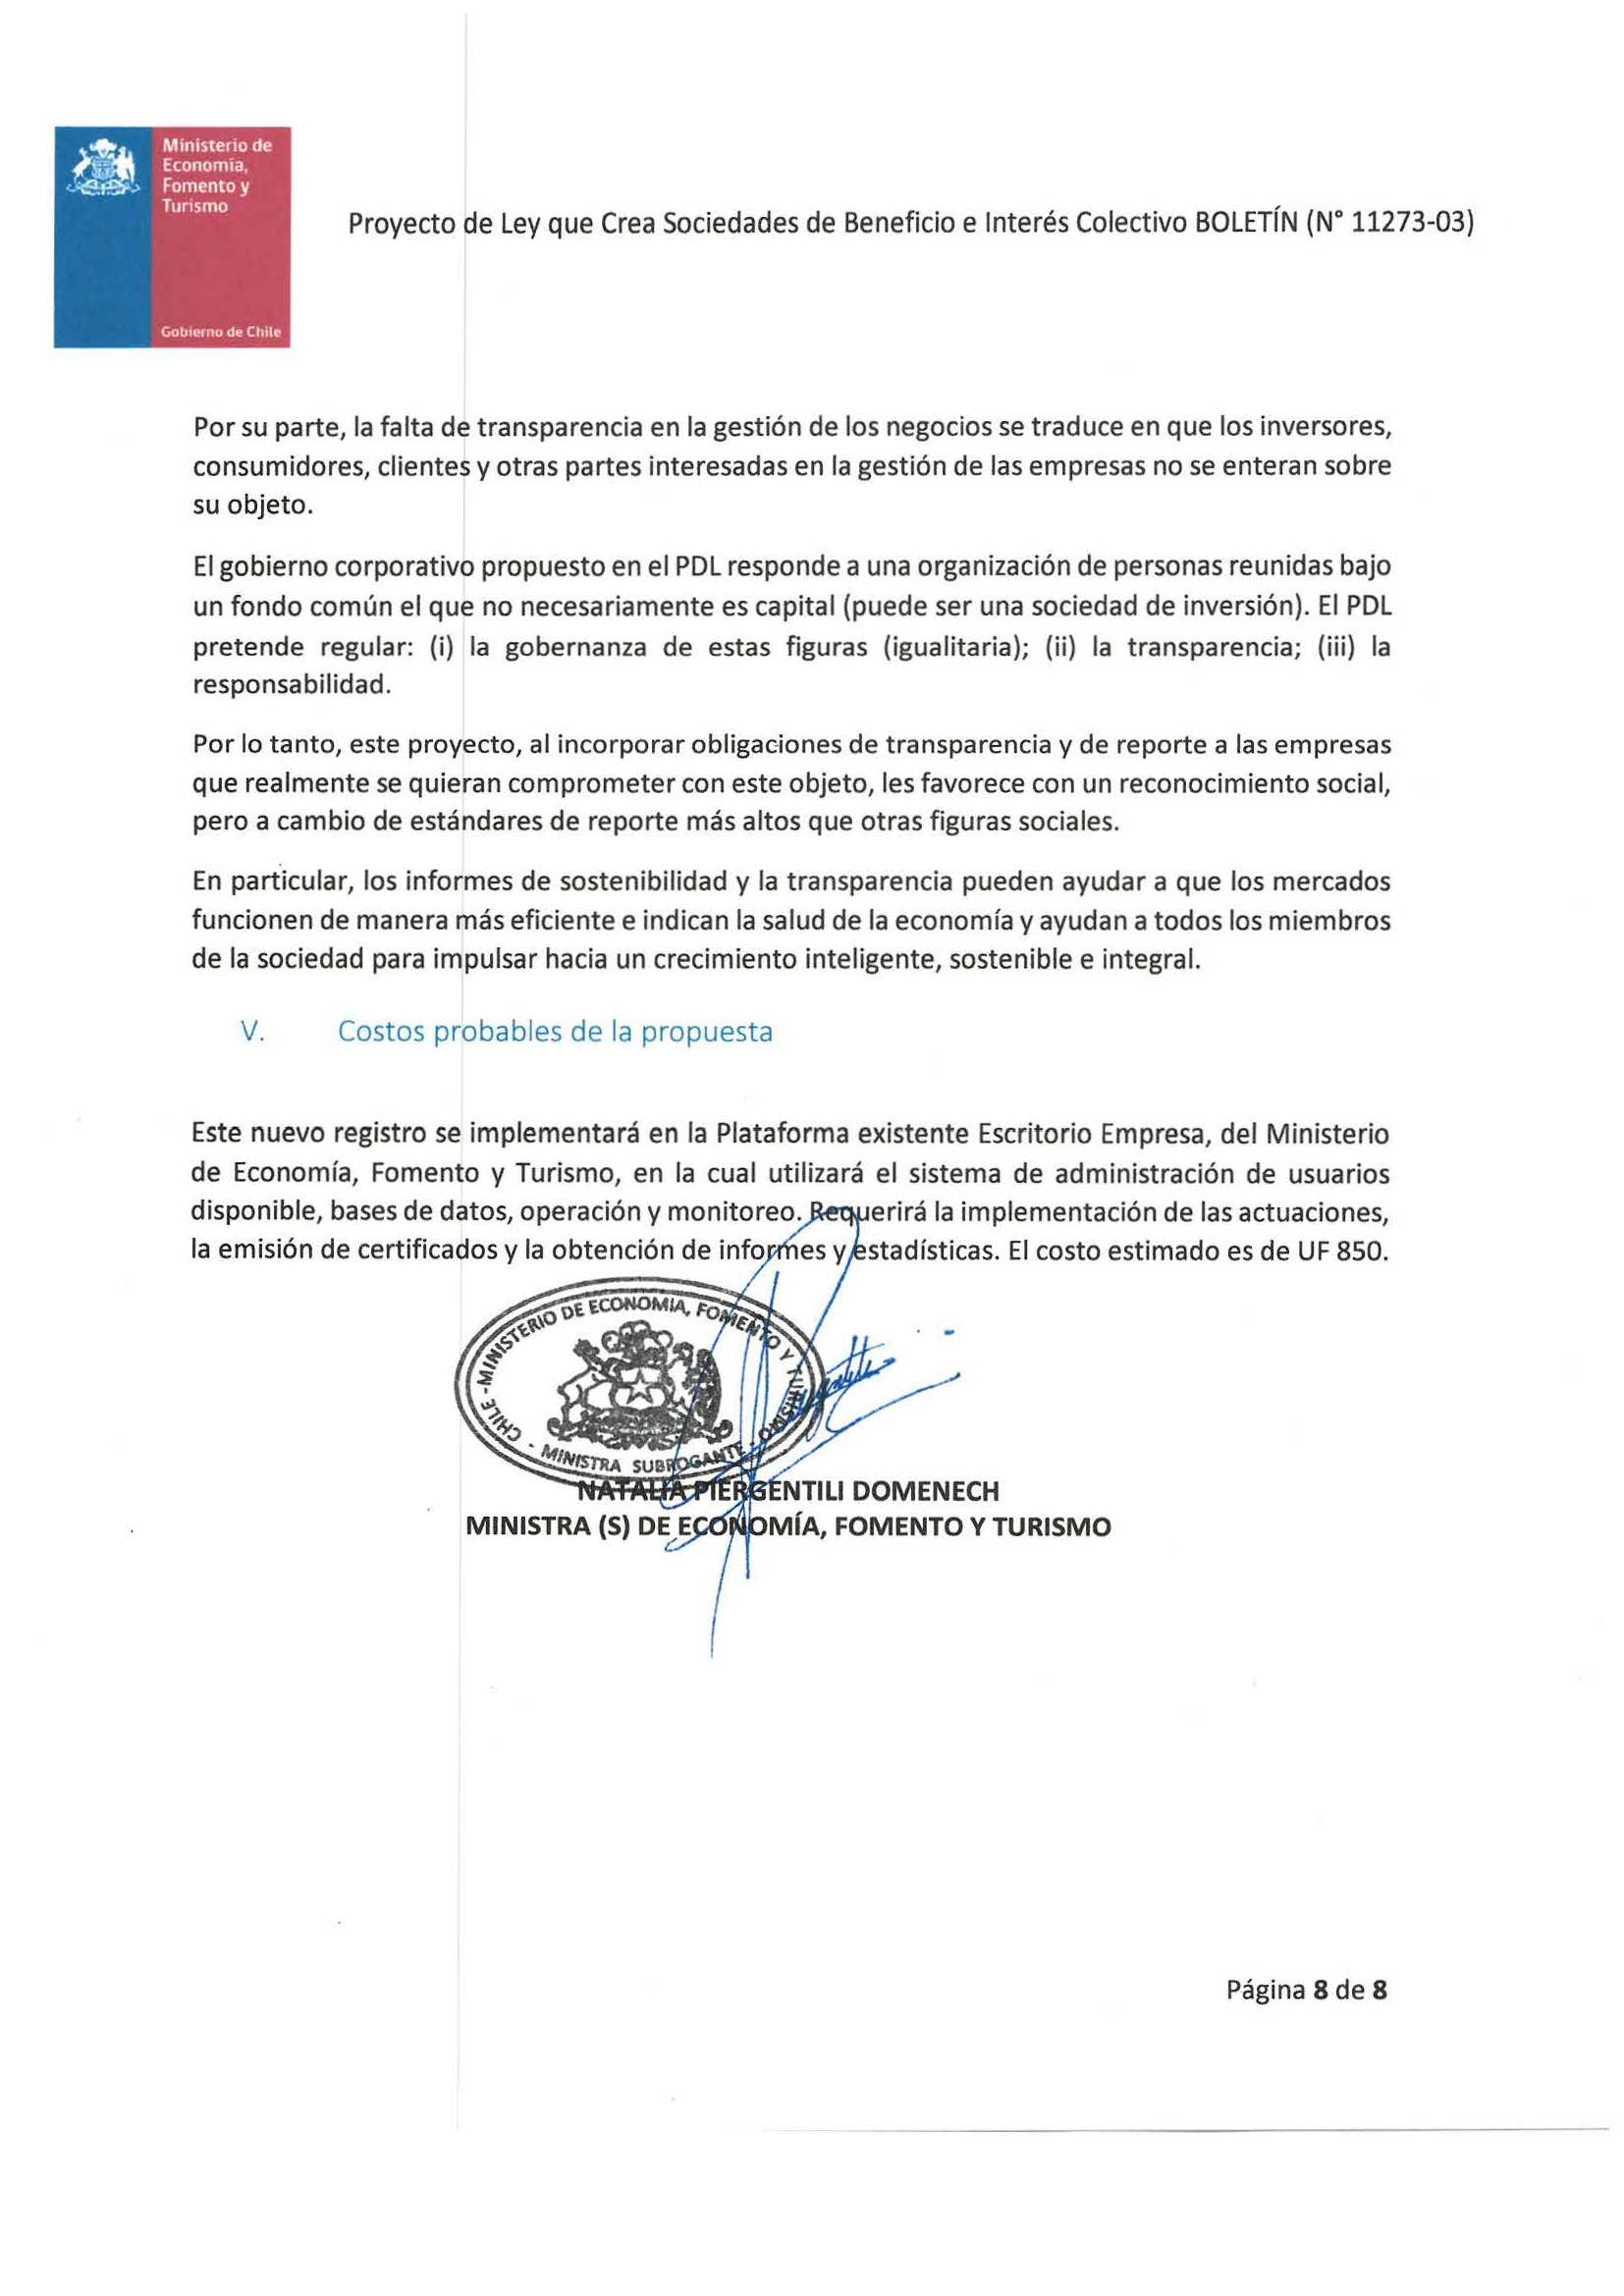 Ministerio de
Economía,
Fomento y
Turismo
Gobierno de Chile
Proyecto de Ley que Crea Sociedades de Beneficio e Interés Colectivo BOLETÍN (N° 11273-03)
Por su parte, la falta de transparencia en la gestión de los negocios se traduce en que los inversores,
consumidores, clientes y otras partes interesadas en la gestión de las empresas no se enteran sobre
su objeto.
El gobierno corporativo propuesto en el PDL responde a una organización de personas reunidas bajo
un fondo común el que no necesariamente es capital (puede ser una sociedad de inversión). El PDL
pretende regular: (i) la gobernanza de estas figuras (igualitaria); (ii) la transparencia; (iii) la
responsabilidad.
Por lo tanto, este proyecto, al incorporar obligaciones de transparencia y de reporte a las empresas
que realmente se quieran comprometer con este objeto, les favorece con un reconocimiento social,
pero a cambio de estándares de reporte más altos que otras figuras sociales.
En particular, los informes de sostenibilidad y la transparencia pueden ayudar a que los mercados
funcionen de manera más eficiente e indican la salud de la economía y ayudan a todos los miembros
de la sociedad para impulsar hacia un crecimiento inteligente, sostenible e integral.
V. Costos probables de la propuesta
Este nuevo registro se implementará en la Plataforma existente Escritorio Empresa, del Ministerio
de Economía, Fomento y Turismo, en la cual utilizará el sistema de administración de usuarios
disponible, bases de datos, operación y monitoreo. Requerirá la implementación de las actuaciones,
la emisión de certificados y la obtención de informes y estadísticas. El costo estimado es de UF 850.
CHILE - MINISTERIO DE ECONOMIA, FOMENTO Y TURISMO
- MINISTRA SUBROGANTE -
NATALIA PIERGENTILI DOMENECH
MINISTRA (S) DE ECONOMÍA, FOMENTO Y TURISMO
Página 8 de 8